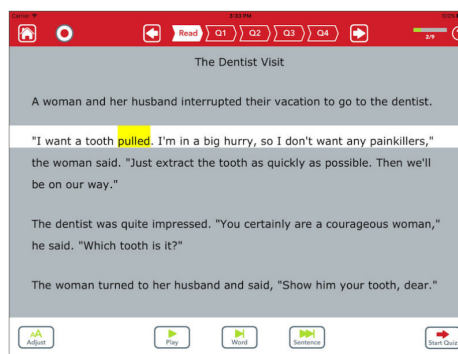 Carrier
3:33 PM
Read
Q1
Q2
Q3
Q4
2/9
The Dentist Visit
A woman and her husband interrupted their vacation to go to the dentist.
"I want a tooth pulled. I'm in a big hurry, so I don't want any painkillers,"
the woman said. "Just extract the tooth as quickly as possible. Then we'll
be on our way."
The dentist was quite impressed. "You certainly are a courageous woman,"
he said. "Which tooth is it?"
The woman turned to her husband and said, "Show him your tooth, dear."
AA
Adjust
Play
Word
Sentence
Start Quiz